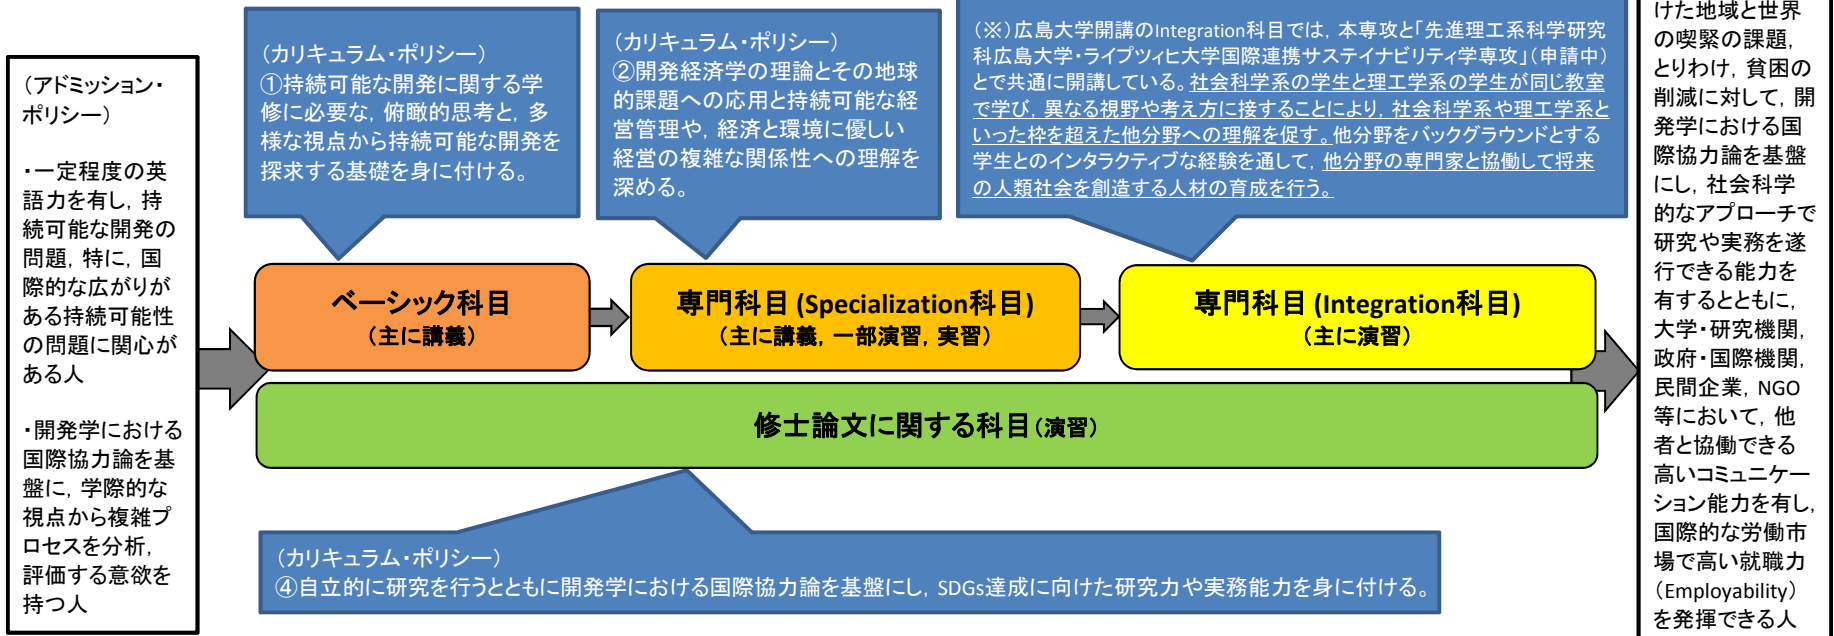 （アドミッション・
ポリシー）
・一定程度の英
語力を有し，持
続可能な開発の
問題，特に，国
際的な広がりが
ある持続可能性
の問題に関心が
ある人
・開発学における
国際協力論を基
盤に，学際的な
視点から複雑プ
ロセスを分析，
評価する意欲を
持つ人
（カリキュラム・ポリシー）
①持続可能な開発に関する学
修に必要な，俯瞰的思考と，多
様な視点から持続可能な開発を
探求する基礎を身に付ける。
（カリキュラム・ポリシー）
②開発経済学の理論とその地球
的課題への応用と持続可能な経
営管理や，経済と環境に優しい
経営の複雑な関係性への理解を
深める。
（※）広島大学開講のIntegration科目では，本専攻と「先進理工系科学研究
科広島大学・ライプツィヒ大学国際連携サステイナビリティ学専攻」（申請中）
とで共通に開講している。社会科学系の学生と理工学系の学生が同じ教室
で学び，異なる視野や考え方に接することにより，社会科学系や理工学系と
いった枠を超えた他分野への理解を促す。他分野をバックグラウンドとする
学生とのインタラクティブな経験を通して，他分野の専門家と協働して将来
の人類社会を創造する人材の育成を行う。
ベーシック科目
（主に講義）
専門科目 (Specialization科目)
（主に講義，一部演習，実習）
専門科目 (Integration科目)
（主に演習）
修士論文に関する科目（演習）
（カリキュラム・ポリシー）
④自立的に研究を行うとともに開発学における国際協力論を基盤にし，SDGs達成に向けた研究力や実務能力を身に付ける。
けた地域と世界
の喫緊の課題，
とりわけ，貧困の
削減に対して，開
発学における国
際協力論を基盤
にし，社会科学
的なアプローチで
研究や実務を遂
行できる能力を
有するとともに，
大学・研究機関，
政府・国際機関，
民間企業，NGO
等において，他
者と協働できる
高いコミュニケー
ション能力を有し，
国際的な労働市
場で高い就職力
（Employability）
を発揮できる人